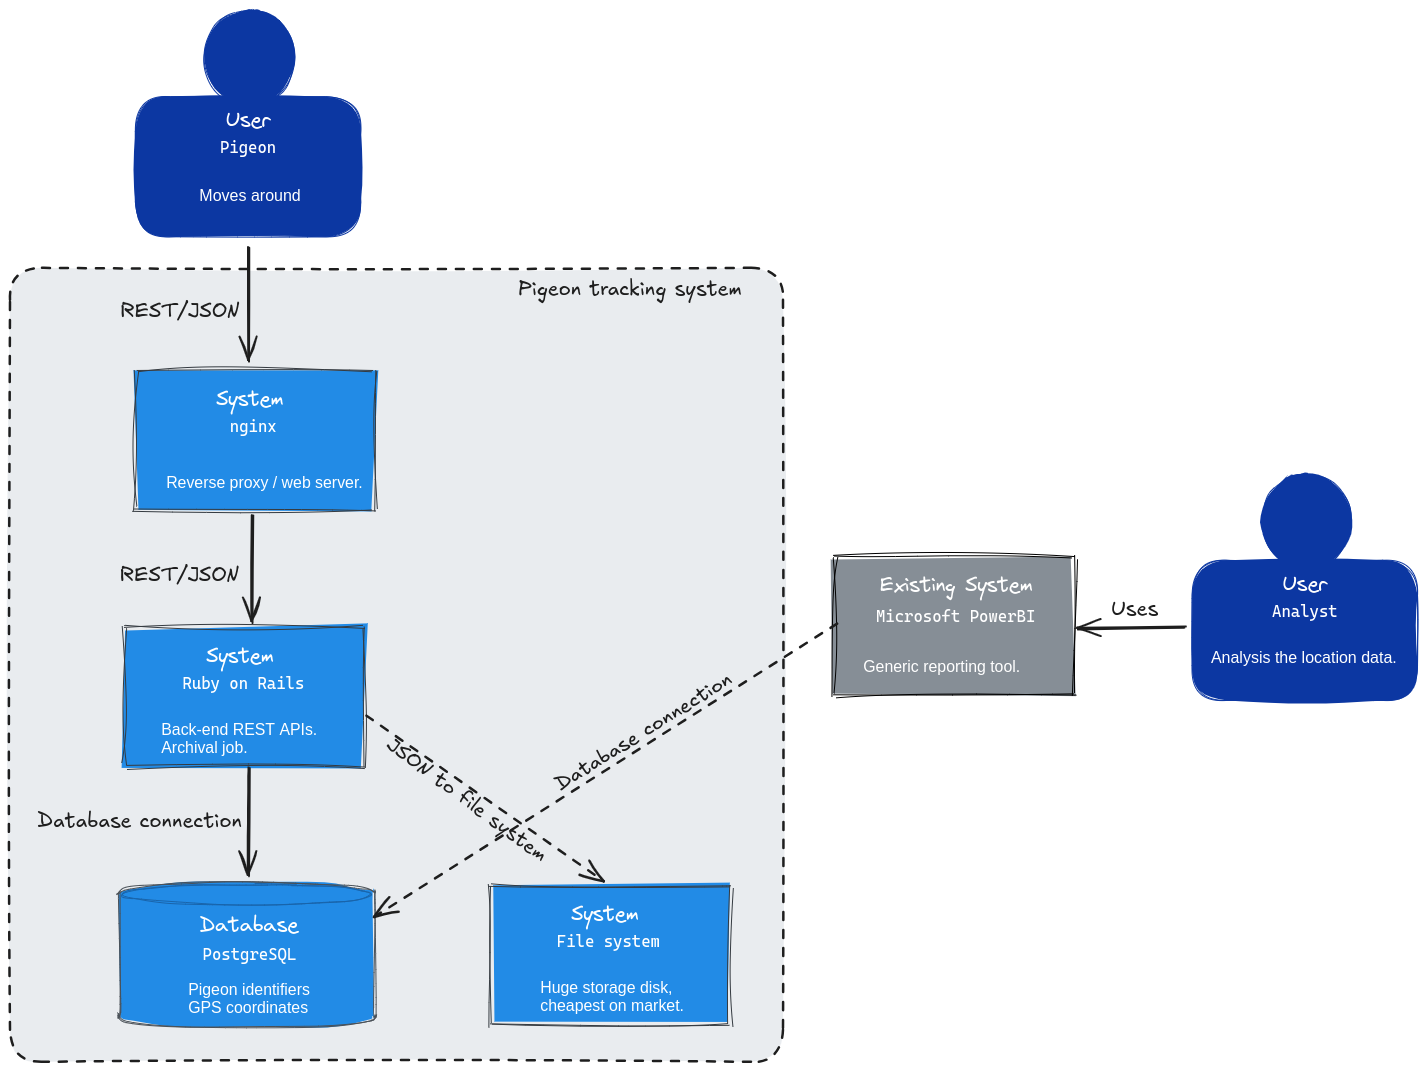 User
Pigeon
Moves around
Pigeon tracking system
REST/JSON
System
nginx
Reverse proxy / web server.
REST/JSON
System
Ruby on Rails
Back-end REST APIs.
Archival job.
Database connection
JSON to file system
Database connection
Database
PostgreSQL
Pigeon identifiers
GPS coordinates
System
File system
Huge storage disk,
cheapest on market.
Existing System
Microsoft PowerBI
Generic reporting tool.
Uses
User
Analyst
Analysis the location data.